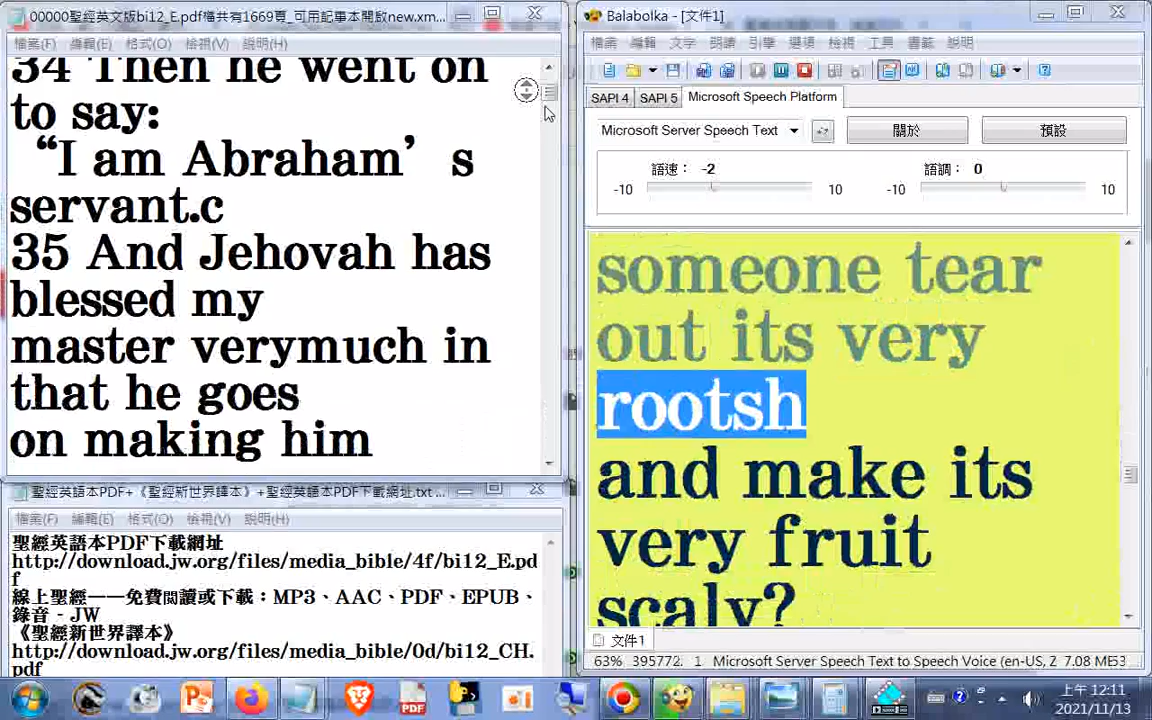 00000聖經英文版bi12_E.pdf檔共有1669頁_可用記事本開啟new.xm...
檔案(F) 編輯(E) 格式(O) 檢視(V) 說明(H)
34 Then he went on
to say:
“I am Abraham’s
servant.c
35 And Jehovah has
blessed my
master verymuch in
that he goes
on making him
聖經英語本PDF+《聖經新世界譯本》+聖經英語本PDF下載網址.txt ...
檔案(F) 編輯(E) 格式(O) 檢視(V) 說明(H)
聖經英語本PDF下載網址
http://download.jw.org/files/media_bible/4f/bi12_E.pd
f
線上聖經——免費閱讀或下載：MP3、AAC、PDF、EPUB、
錄音 - JW
《聖經新世界譯本》
http://download.jw.org/files/media_bible/0d/bi12_CH.
pdf
Balabolka - [文件1]
檔案 編輯 文字 朗讀 引擎 選項 檢視 工具 書籤 說明
SAPI 4 SAPI 5 Microsoft Speech Platform
Microsoft Server Speech Text 關於 預設
語速： -2 語調： 0
-10 10 -10 10
someone tear
out its very
rootsh
and make its
very fruit
scaly?
文件1
63% 395772. 1 Microsoft Server Speech Text to Speech Voice (en-US, 2 7.08 ME53
上午 12:11
2021/11/13